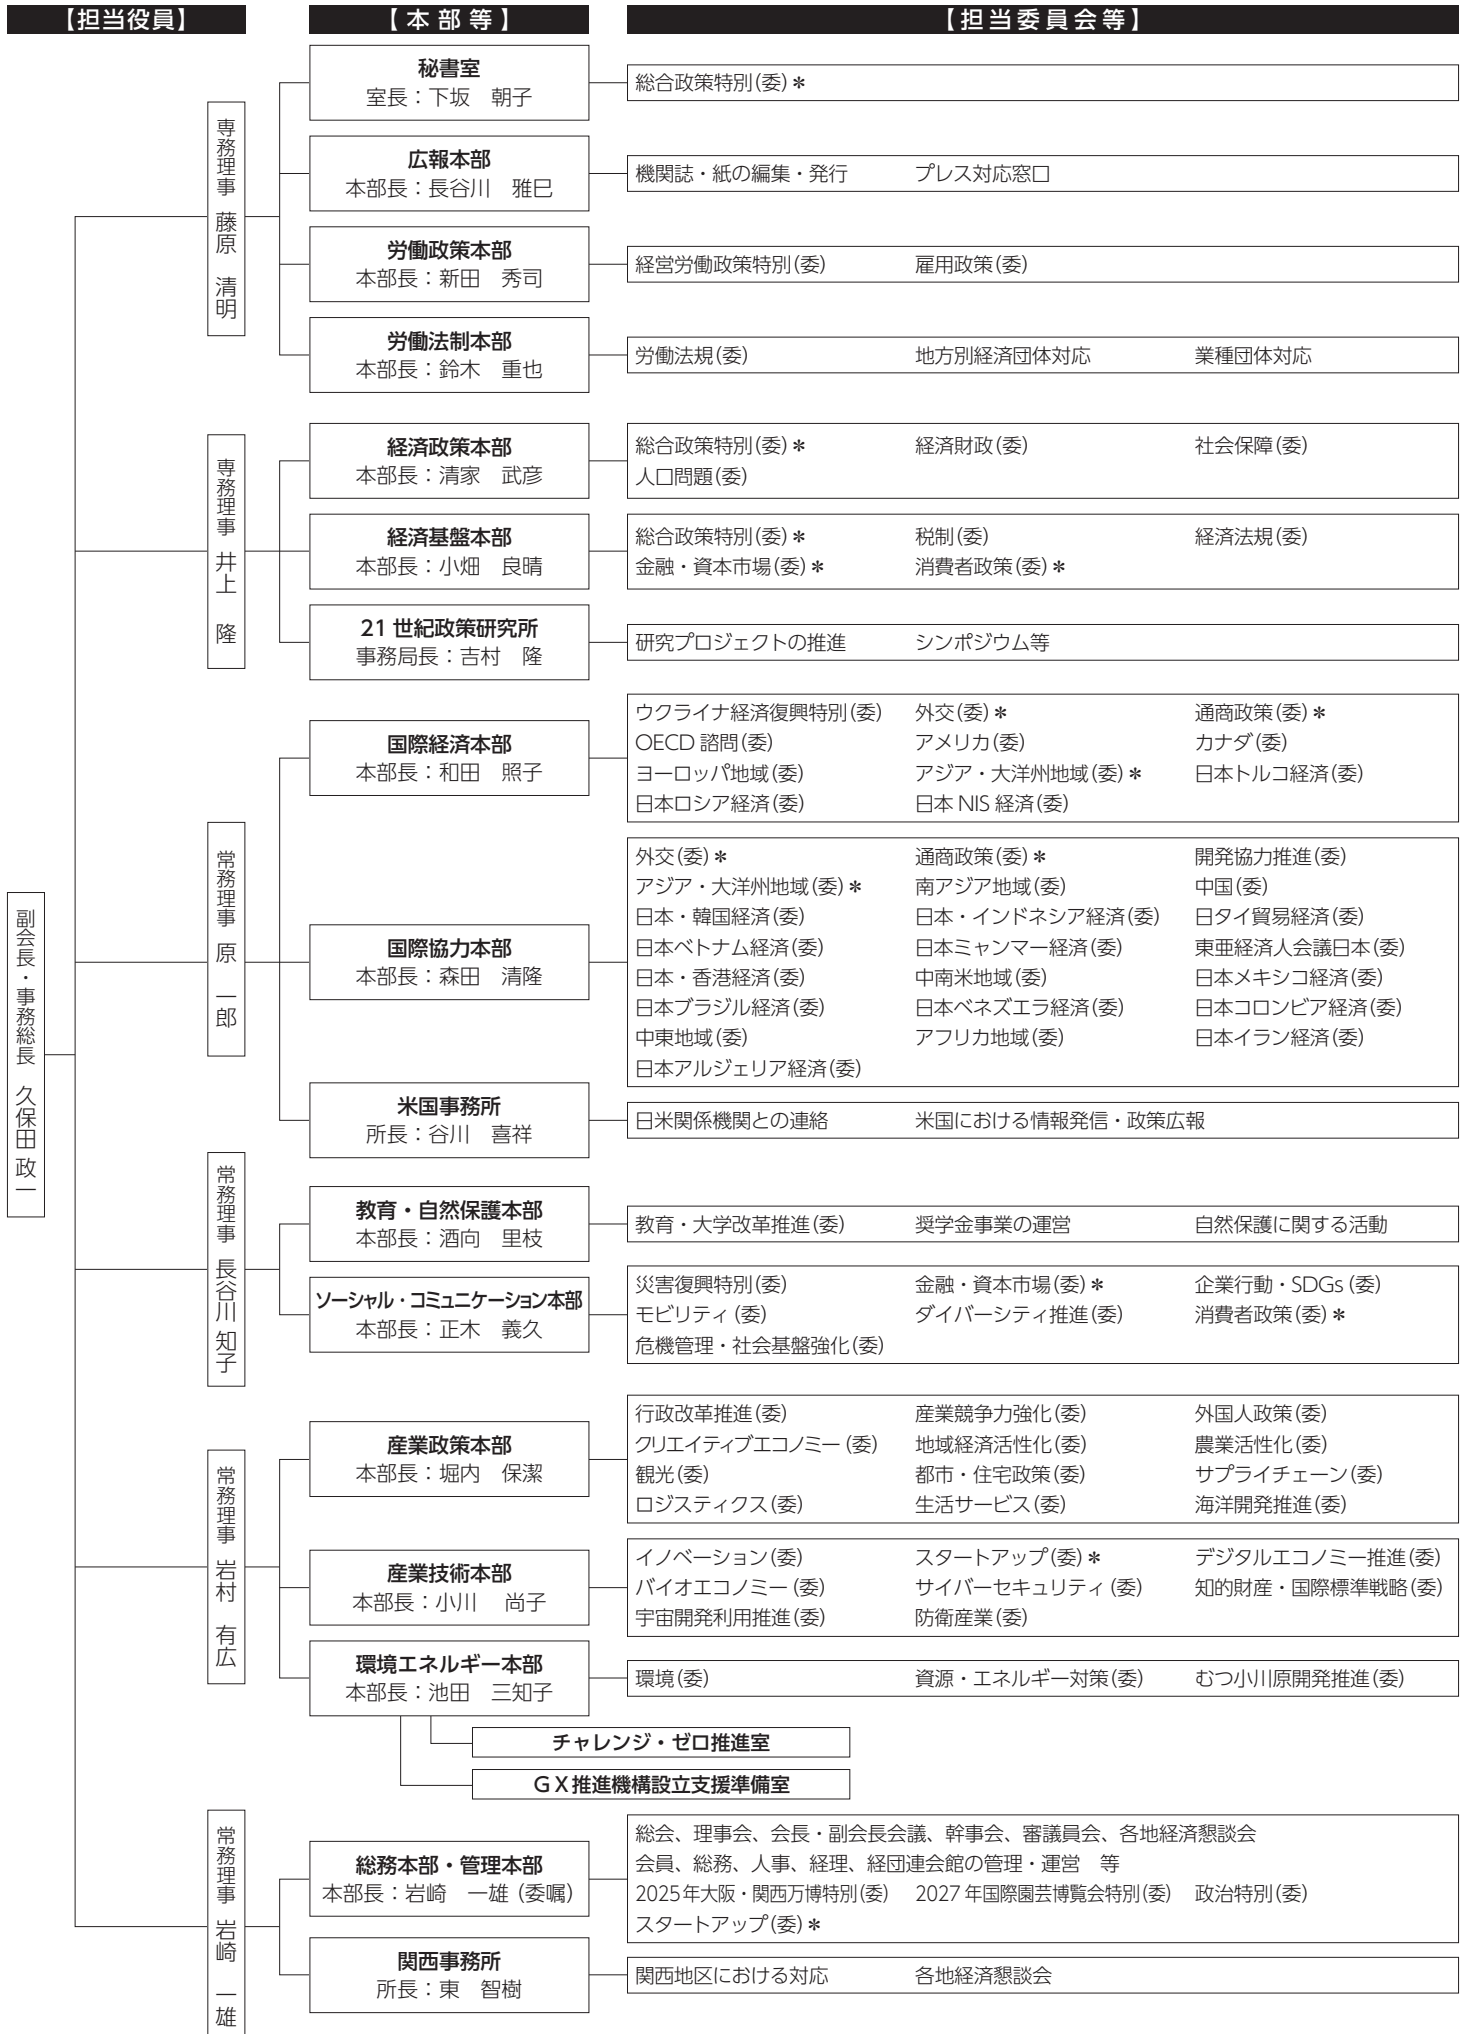 【担当役員】
【本部等】
【担当委員会等】
副会長・事務総長 久保田 政一
専務理事 藤原 清明
秘書室
室長：下坂 朝子
総合政策特別(委)＊
広報本部
本部長：長谷川 雅巳
機関誌・紙の編集・発行 プレス対応窓口
労働政策本部
本部長：新田 秀司
経営労働政策特別(委) 雇用政策(委)
労働法制本部
本部長：鈴木 重也
労働法規(委) 地方別経済団体対応 業種団体対応
専務理事 井上 隆
経済政策本部
本部長：清家 武彦
総合政策特別(委)＊ 経済財政(委) 社会保障(委)
人口問題(委)
経済基盤本部
本部長：小畑 良晴
総合政策特別(委)＊ 税制(委) 経済法規(委)
金融・資本市場(委)＊ 消費者政策(委)＊
21世紀政策研究所
事務局長：吉村 隆
研究プロジェクトの推進 シンポジウム等
常務理事 原 一郎
国際経済本部
本部長：和田 照子
ウクライナ経済復興特別(委) 外交(委)＊ 通商政策(委)＊
OECD 諮問(委) アメリカ(委) カナダ(委)
ヨーロッパ地域(委) アジア・大洋州地域(委)＊ 日本トルコ経済(委)
日本ロシア経済(委) 日本 NIS 経済(委)
国際協力本部
本部長：森田 清隆
外交(委)＊ 通商政策(委)＊ 開発協力推進(委)
アジア・大洋州地域(委)＊ 南アジア地域(委) 中国(委)
日本・韓国経済(委) 日本・インドネシア経済(委) 日タイ貿易経済(委)
日本ベトナム経済(委) 日本ミャンマー経済(委) 東亜経済人会議日本(委)
日本・香港経済(委) 中南米地域(委) 日本メキシコ経済(委)
日本ブラジル経済(委) 日本ベネズエラ経済(委) 日本コロンビア経済(委)
中東地域(委) アフリカ地域(委) 日本イラン経済(委)
日本アルジェリア経済(委)
米国事務所
所長：谷川 喜祥
日米関係機関との連絡 米国における情報発信・政策広報
常務理事 長谷川 知子
教育・自然保護本部
本部長：酒向 里枝
教育・大学改革推進(委) 奨学金事業の運営 自然保護に関する活動
ソーシャル・コミュニケーション本部
本部長：正木 義久
災害復興特別(委) 金融・資本市場(委)＊ 企業行動・SDGs(委)
モビリティ(委) ダイバーシティ推進(委) 消費者政策(委)＊
危機管理・社会基盤強化(委)
常務理事 岩村 有広
産業政策本部
本部長：堀内 保潔
行政改革推進(委) 産業競争力強化(委) 外国人政策(委)
クリエイティブエコノミー(委) 地域経済活性化(委) 農業活性化(委)
観光(委) 都市・住宅政策(委) サプライチェーン(委)
ロジスティクス(委) 生活サービス(委) 海洋開発推進(委)
産業技術本部
本部長：小川 尚子
イノベーション(委) スタートアップ(委)＊ デジタルエコノミー推進(委)
バイオエコノミー(委) サイバーセキュリティ(委) 知的財産・国際標準戦略(委)
宇宙開発利用推進(委) 防衛産業(委)
環境エネルギー本部
本部長：池田 三知子
環境(委) 資源・エネルギー対策(委) むつ小川原開発推進(委)
チャレンジ・ゼロ推進室
ＧＸ推進機構設立支援準備室
常務理事 岩崎 一雄
総務本部・管理本部
本部長：岩崎 一雄（委嘱）
総会、理事会、会長・副会長会議、幹事会、審議員会、各地経済懇談会
会員、総務、人事、経理、経団連会館の管理・運営 等
2025年大阪・関西万博特別(委) 2027年国際園芸博覧会特別(委) 政治特別(委)
スタートアップ(委)＊
関西事務所
所長：東 智樹
関西地区における対応 各地経済懇談会